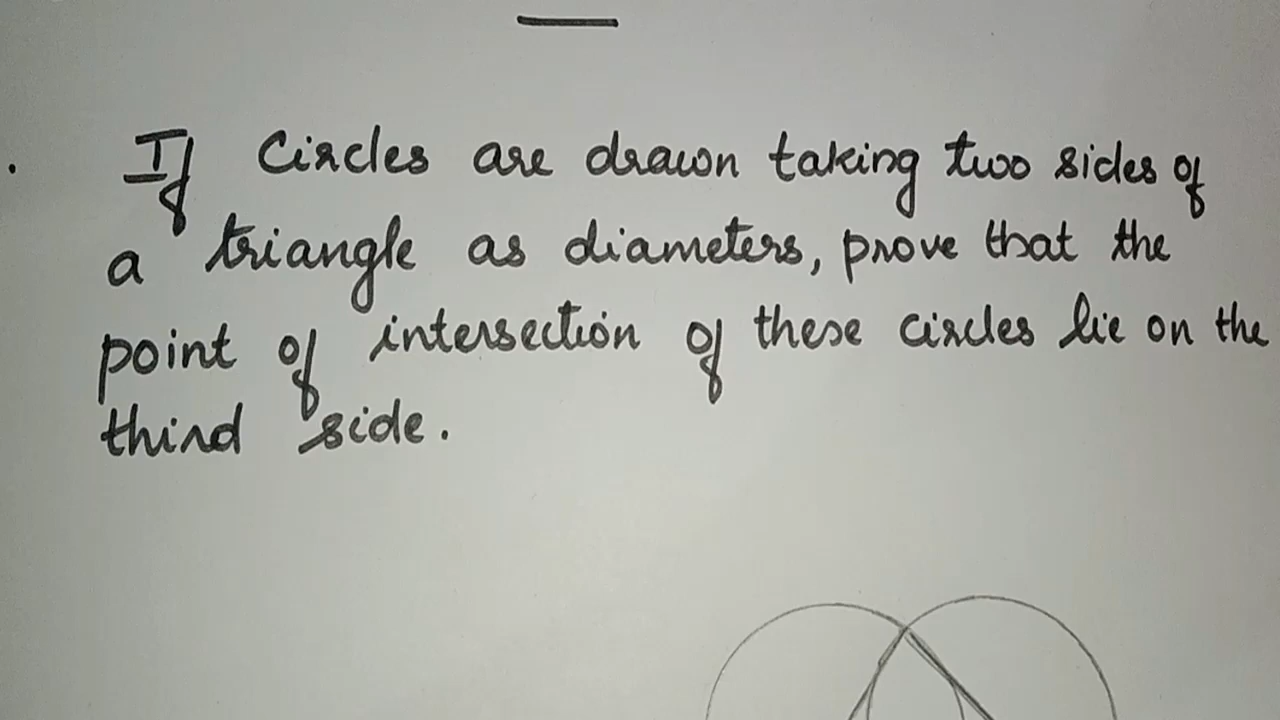 If Circles are drawn taking two sides of
a triangle as diameters, prove that the
point of intersection of these circles lie on the
third side.